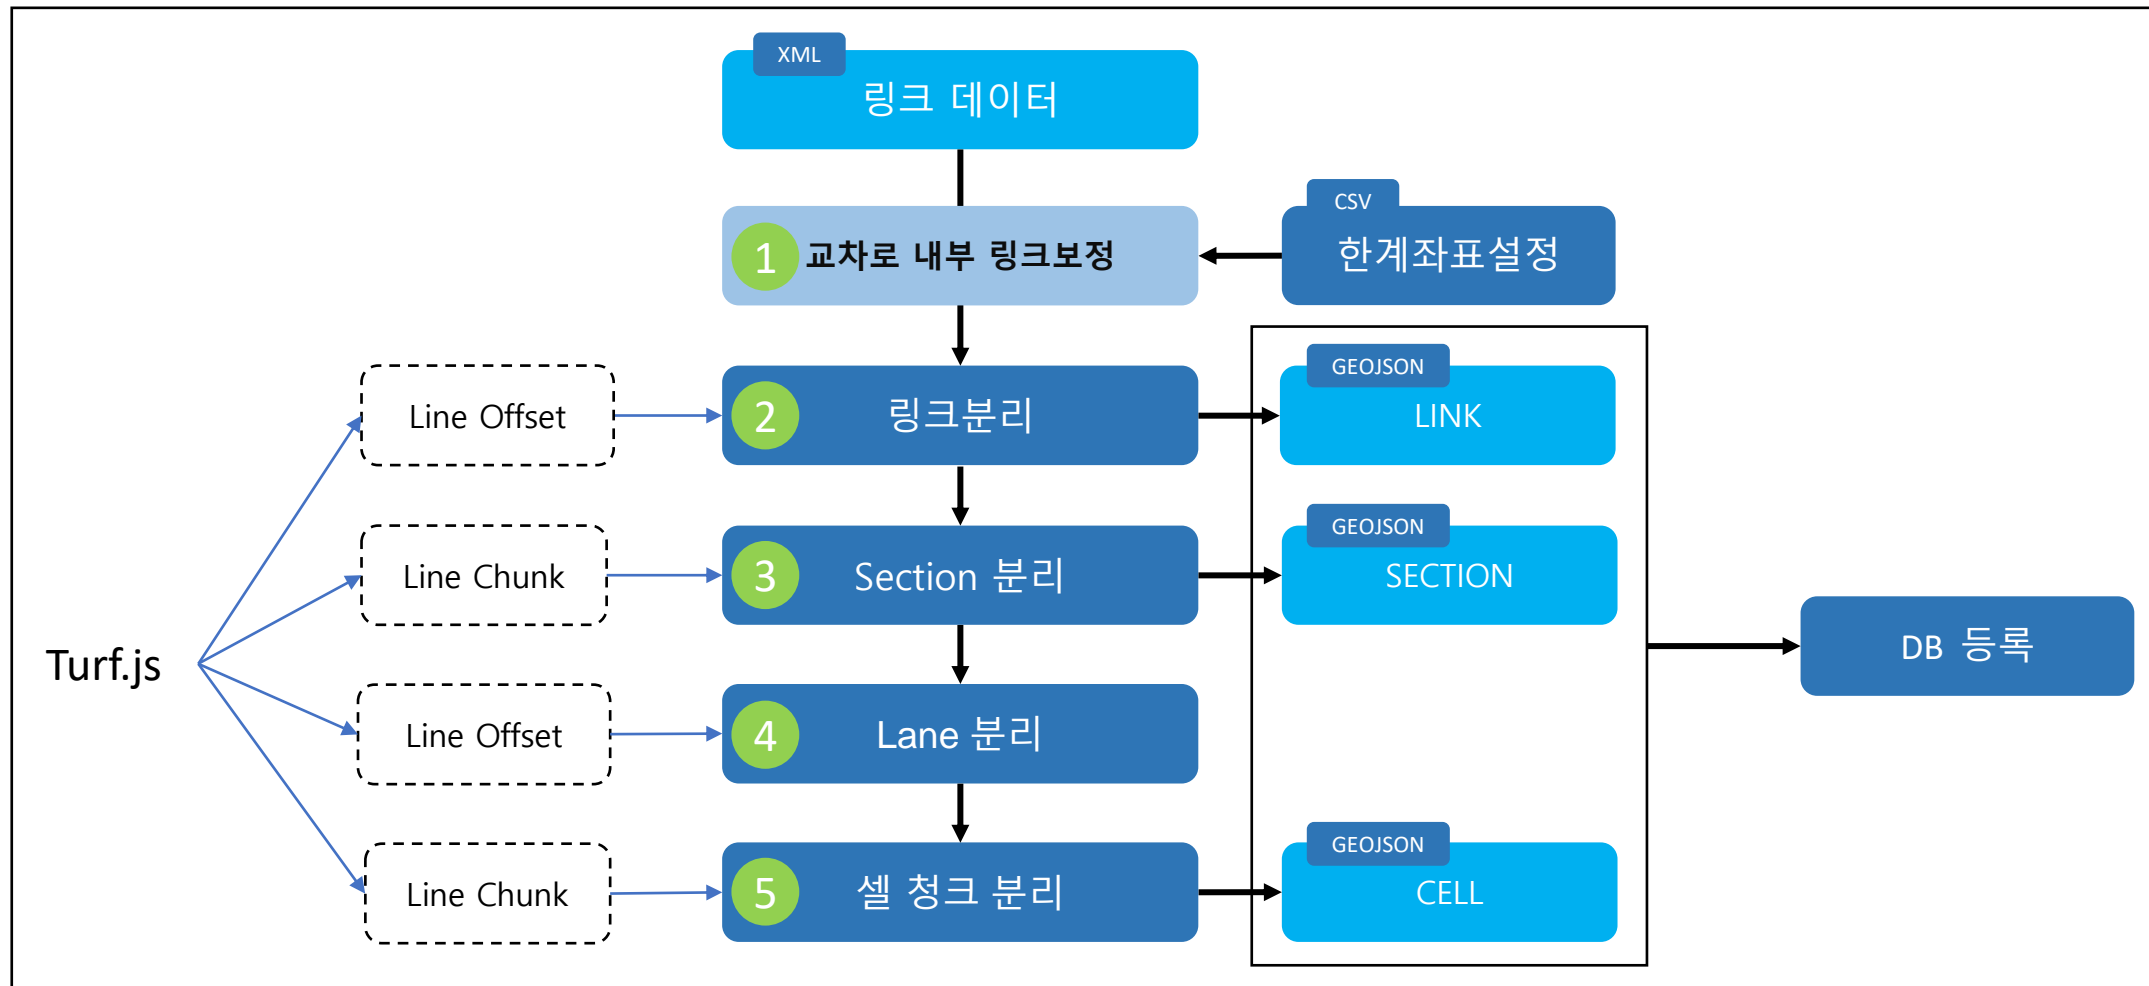 XML
링크 데이터
CSV
1
교차로 내부 링크보정
한계좌표설정
GEOJSON
Line Offset
2
링크분리
LINK
GEOJSON
Line Chunk
3
Section 분리
SECTION
Turf.js
DB 등록
Line Offset
4
Lane 분리
GEOJSON
Line Chunk
5
셀 청크 분리
CELL